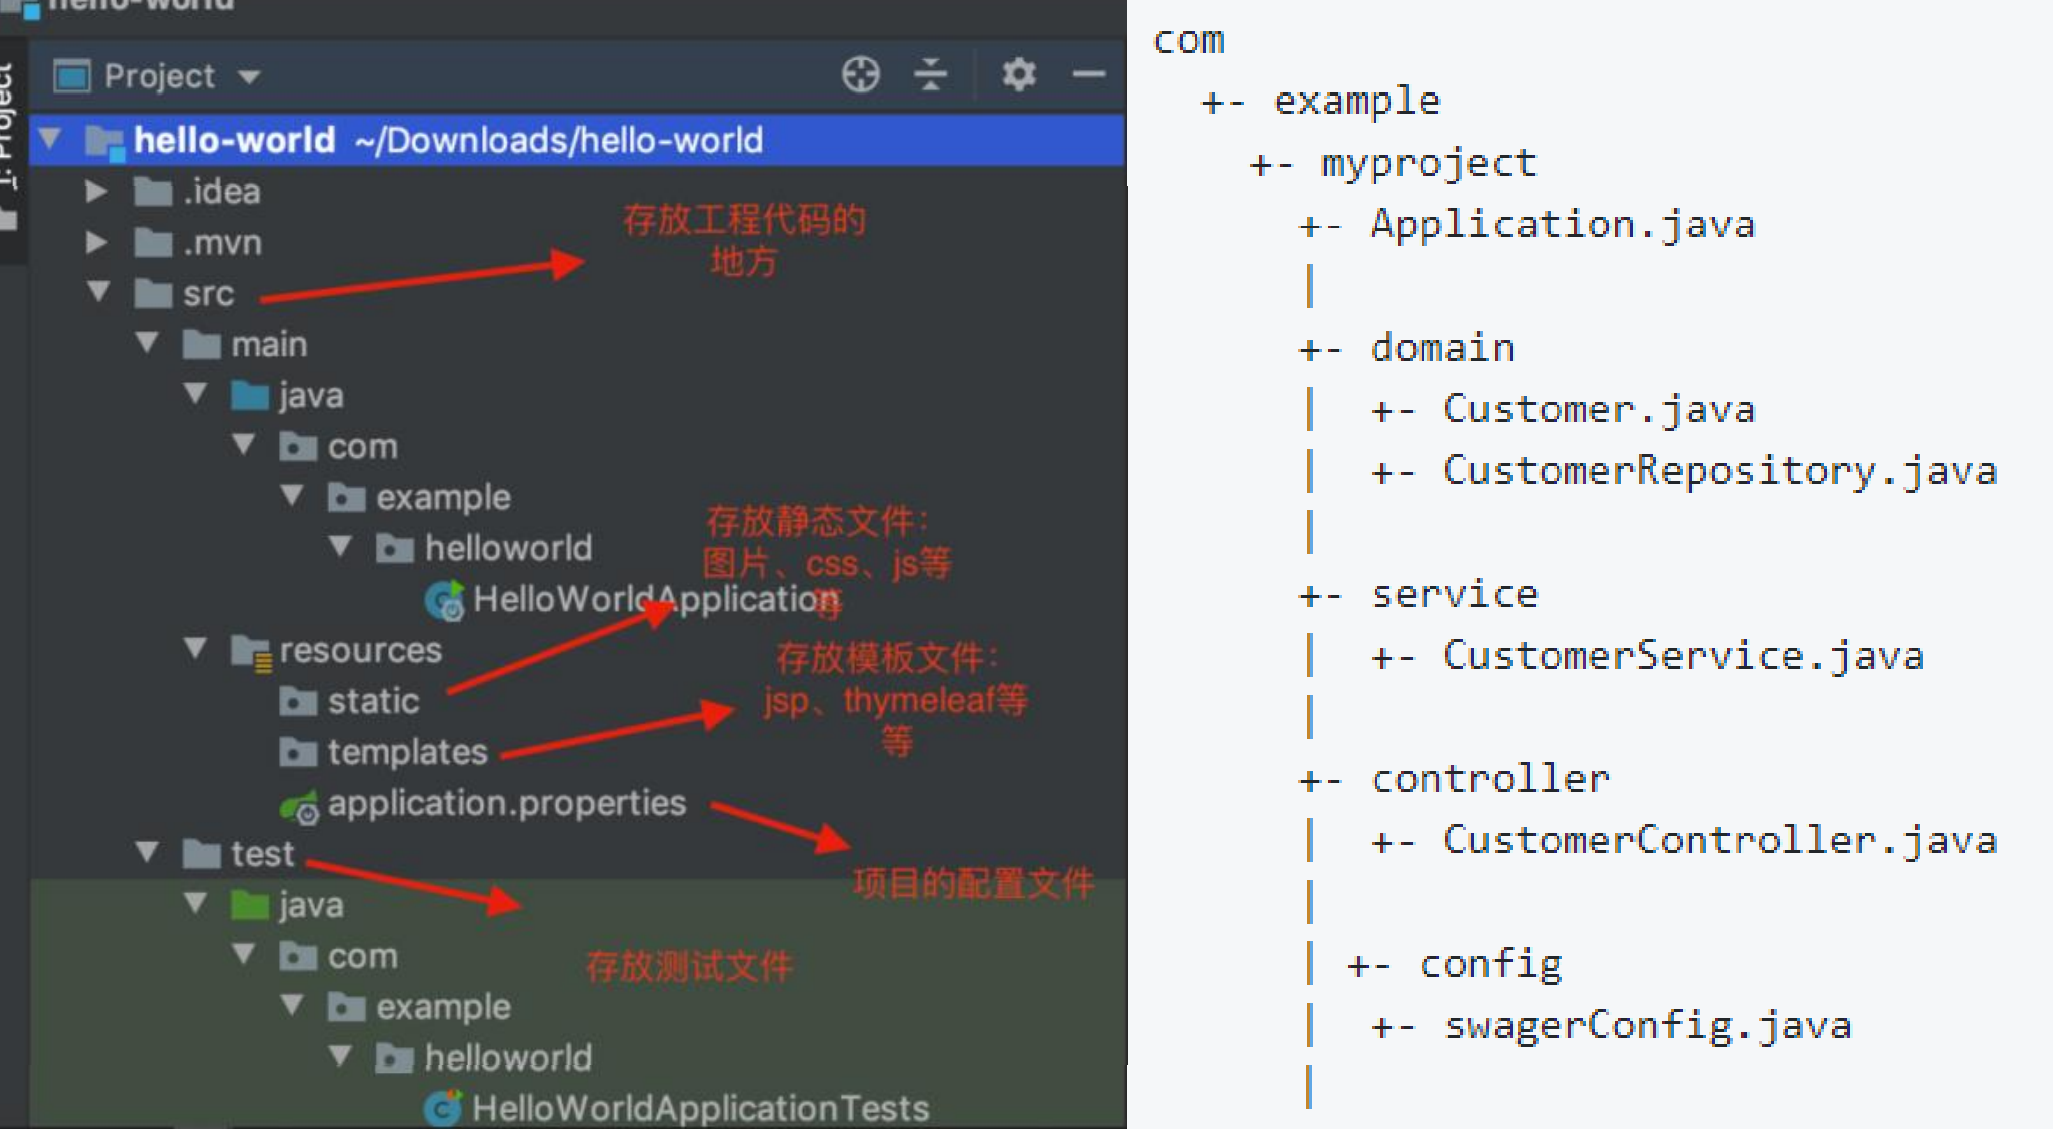 hello-world
1: Project
Project
hello-world ~/Downloads/hello-world
.idea
.mvn
src
存放工程代码的
地方
main
java
com
example
helloworld
存放静态文件：
图片、css、js等
等
HelloWorldApplication
resources
static
存放模板文件：
jsp、thymeleaf等
等
templates
application.properties
项目的配置文件
test
java
com
存放测试文件
example
helloworld
HelloWorldApplicationTests
com
+- example
+- myproject
+- Application.java
|
+- domain
| +- Customer.java
| +- CustomerRepository.java
|
+- service
| +- CustomerService.java
|
+- controller
| +- CustomerController.java
|
| +- config
| +- swagerConfig.java
|